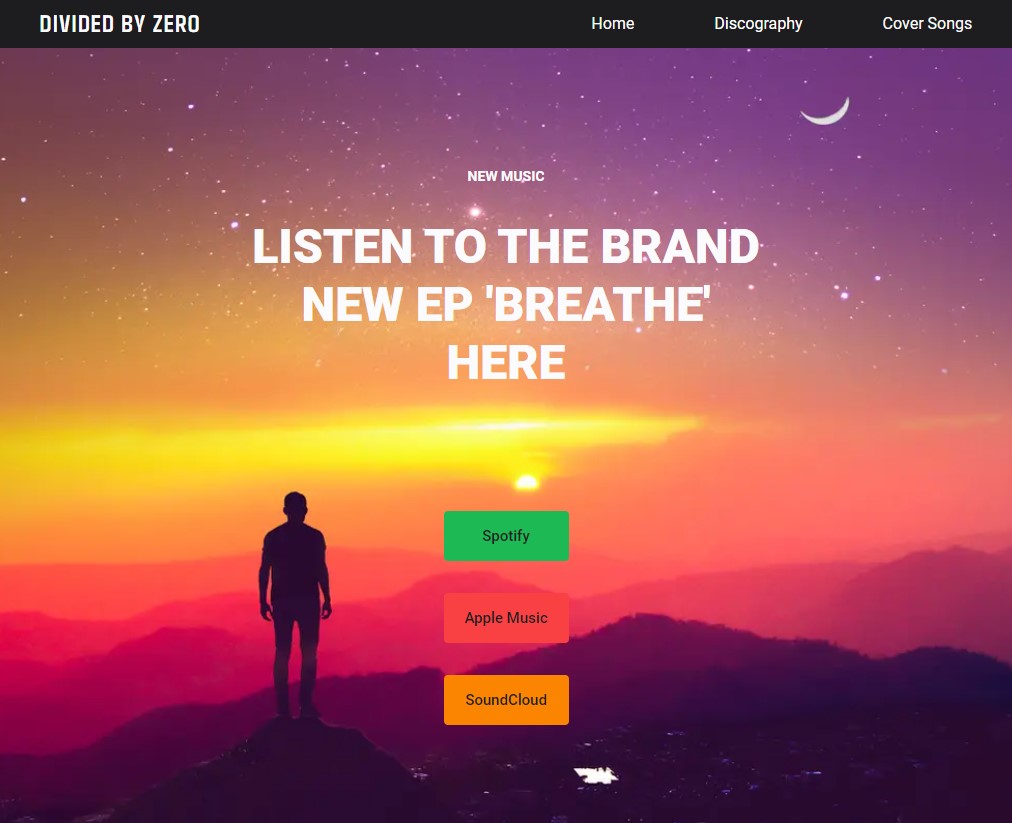 DIVIDED BY ZERO
Home
Discography
Cover Songs
NEW MUSIC
LISTEN TO THE BRAND
NEW EP 'BREATHE'
HERE
Spotify
Apple Music
SoundCloud